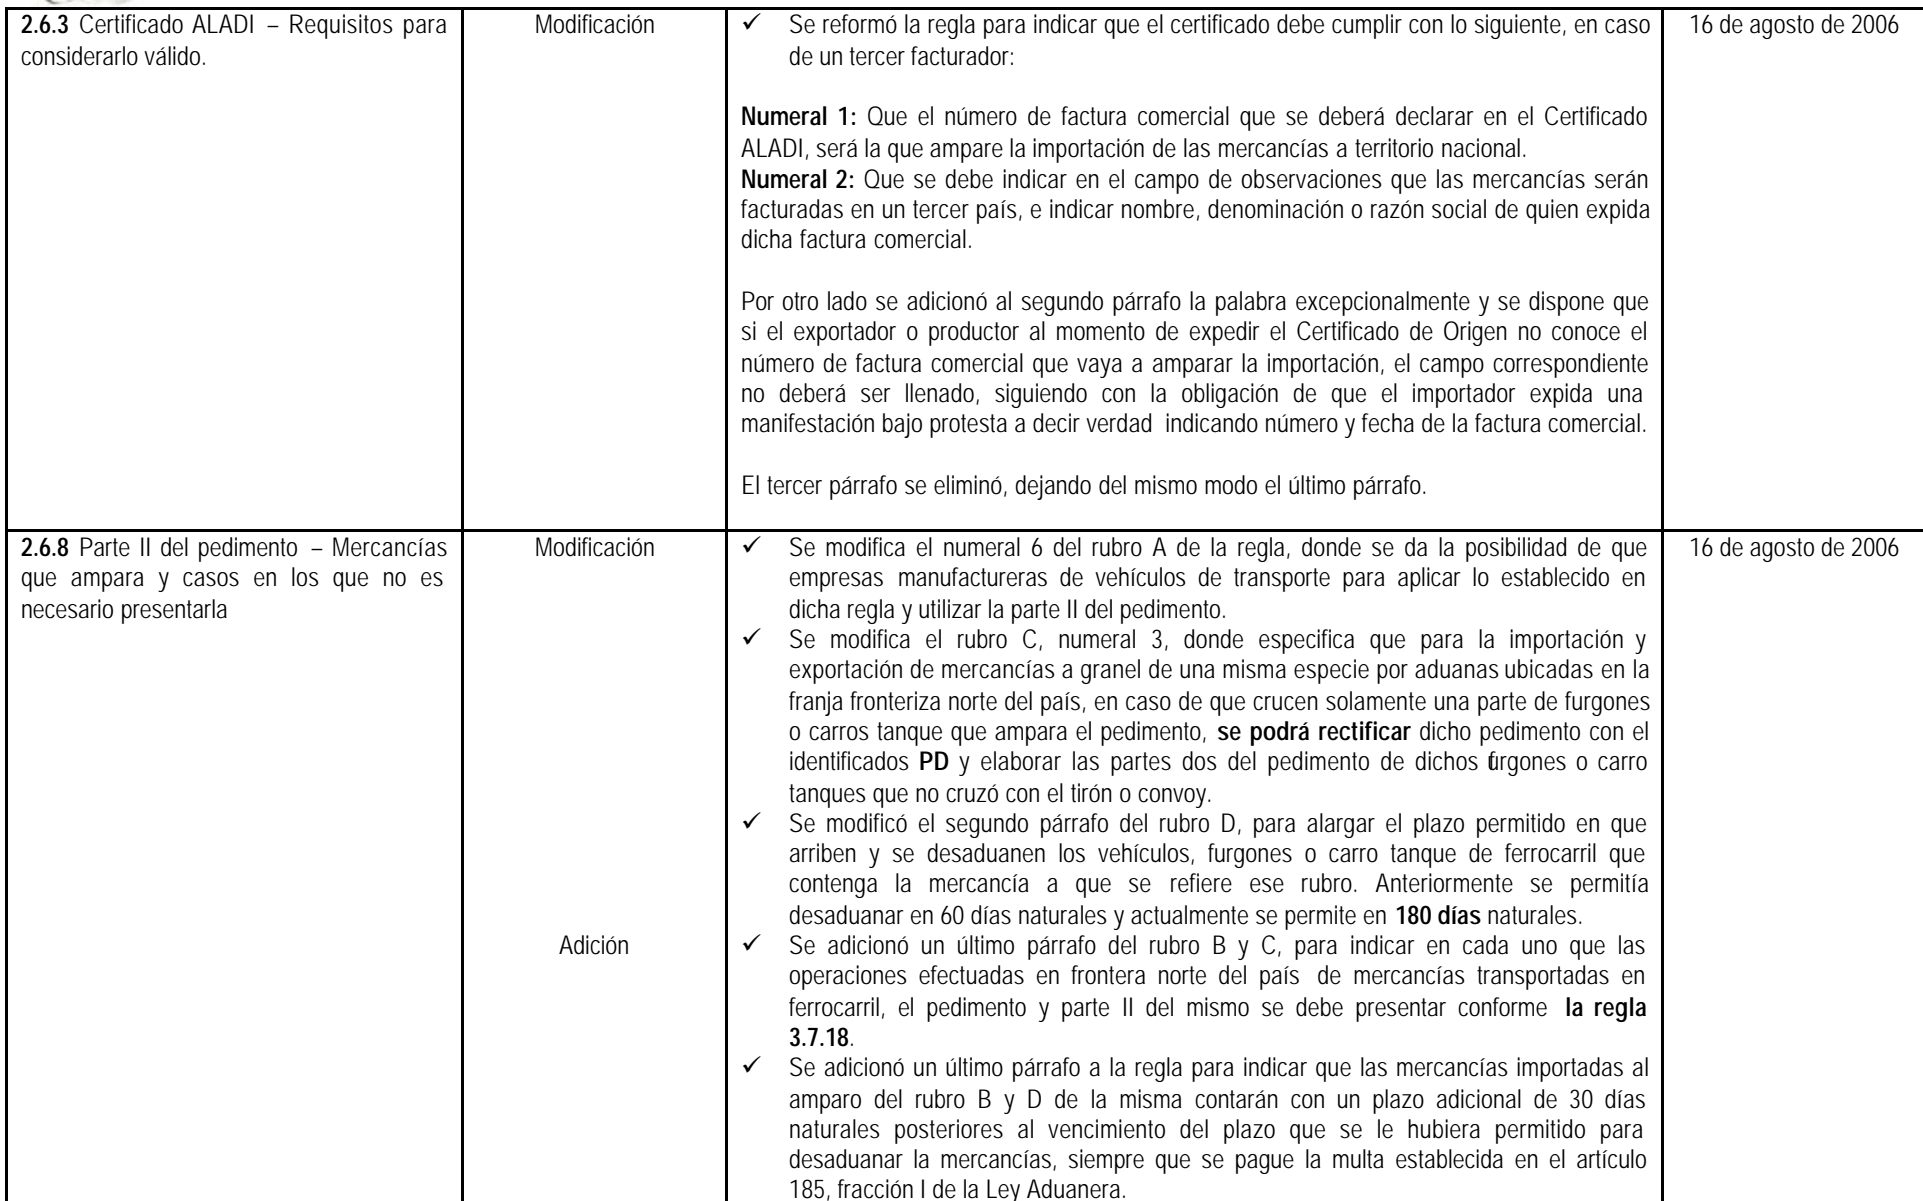 2.6.3 Certificado ALADI – Requisitos para
considerarlo válido.
Modificación
✓ Se reformó la regla para indicar que el certificado debe cumplir con lo siguiente, en caso
de un tercer facturador:
Numeral 1: Que el número de factura comercial que se deberá declarar en el Certificado
ALADI, será la que ampare la importación de las mercancías a territorio nacional.
Numeral 2: Que se debe indicar en el campo de observaciones que las mercancías serán
facturadas en un tercer país, e indicar nombre, denominación o razón social de quien expida
dicha factura comercial.
Por otro lado se adicionó al segundo párrafo la palabra excepcionalmente y se dispone que
si el exportador o productor al momento de expedir el Certificado de Origen no conoce el
número de factura comercial que vaya a amparar la importación, el campo correspondiente
no deberá ser llenado, siguiendo con la obligación de que el importador expida una
manifestación bajo protesta a decir verdad indicando número y fecha de la factura comercial.
El tercer párrafo se eliminó, dejando del mismo modo el último párrafo.
16 de agosto de 2006
2.6.8 Parte II del pedimento – Mercancías
que ampara y casos en los que no es
necesario presentarla
Modificación
✓ Se modifica el numeral 6 del rubro A de la regla, donde se da la posibilidad de que
empresas manufactureras de vehículos de transporte para aplicar lo establecido en
dicha regla y utilizar la parte II del pedimento.
✓ Se modifica el rubro C, numeral 3, donde especifica que para la importación y
exportación de mercancías a granel de una misma especie por aduanas ubicadas en la
franja fronteriza norte del país, en caso de que crucen solamente una parte de furgones
o carros tanque que ampara el pedimento, se podrá rectificar dicho pedimento con el
identificados PD y elaborar las partes dos del pedimento de dichos furgones o carro
tanques que no cruzó con el tirón o convoy.
✓ Se modificó el segundo párrafo del rubro D, para alargar el plazo permitido en que
arriben y se desaduanen los vehículos, furgones o carro tanque de ferrocarril que
contenga la mercancía a que se refiere ese rubro. Anteriormente se permitía
desaduanar en 60 días naturales y actualmente se permite en 180 días naturales.
Adición
✓ Se adicionó un último párrafo del rubro B y C, para indicar en cada uno que las
operaciones efectuadas en frontera norte del país de mercancías transportadas en
ferrocarril, el pedimento y parte II del mismo se debe presentar conforme la regla
3.7.18.
✓ Se adicionó un último párrafo a la regla para indicar que las mercancías importadas al
amparo del rubro B y D de la misma contarán con un plazo adicional de 30 días
naturales posteriores al vencimiento del plazo que se le hubiera permitido para
desaduanar la mercancías, siempre que se pague la multa establecida en el artículo
185, fracción I de la Ley Aduanera.
16 de agosto de 2006